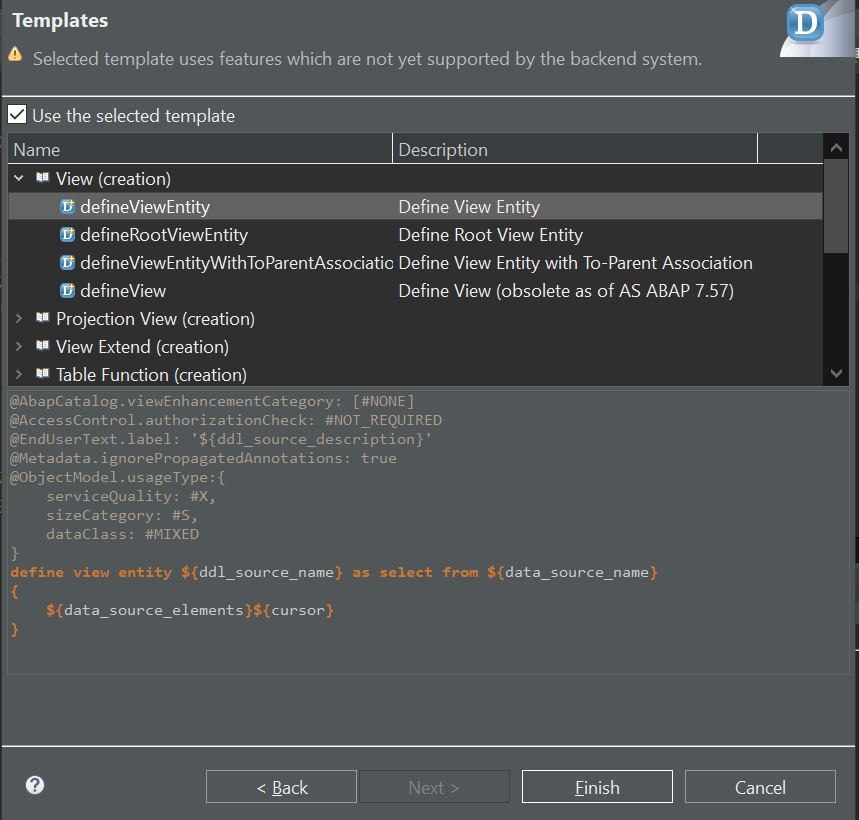 Templates
D
Selected template uses features which are not yet supported by the backend system.
Use the selected template
Name Description
View (creation)
defineViewEntity Define View Entity
defineRootViewEntity Define Root View Entity
defineViewEntityWithToParentAssociatio Define View Entity with To-Parent Association
defineView Define View (obsolete as of AS ABAP 7.57)
Projection View (creation)
View Extend (creation)
Table Function (creation)
@AbapCatalog.viewEnhancementCategory: [#NONE]
@AccessControl.authorizationCheck: #NOT_REQUIRED
@EndUserText.label: '${ddl_source_description}'
@Metadata.ignorePropagatedAnnotations: true
@ObjectModel.usageType:{
    serviceQuality: #X,
    sizeCategory: #S,
    dataClass: #MIXED
}
define view entity ${ddl_source_name} as select from ${data_source_name}
{
    ${data_source_elements}${cursor}
}
? < Back Next > Finish Cancel